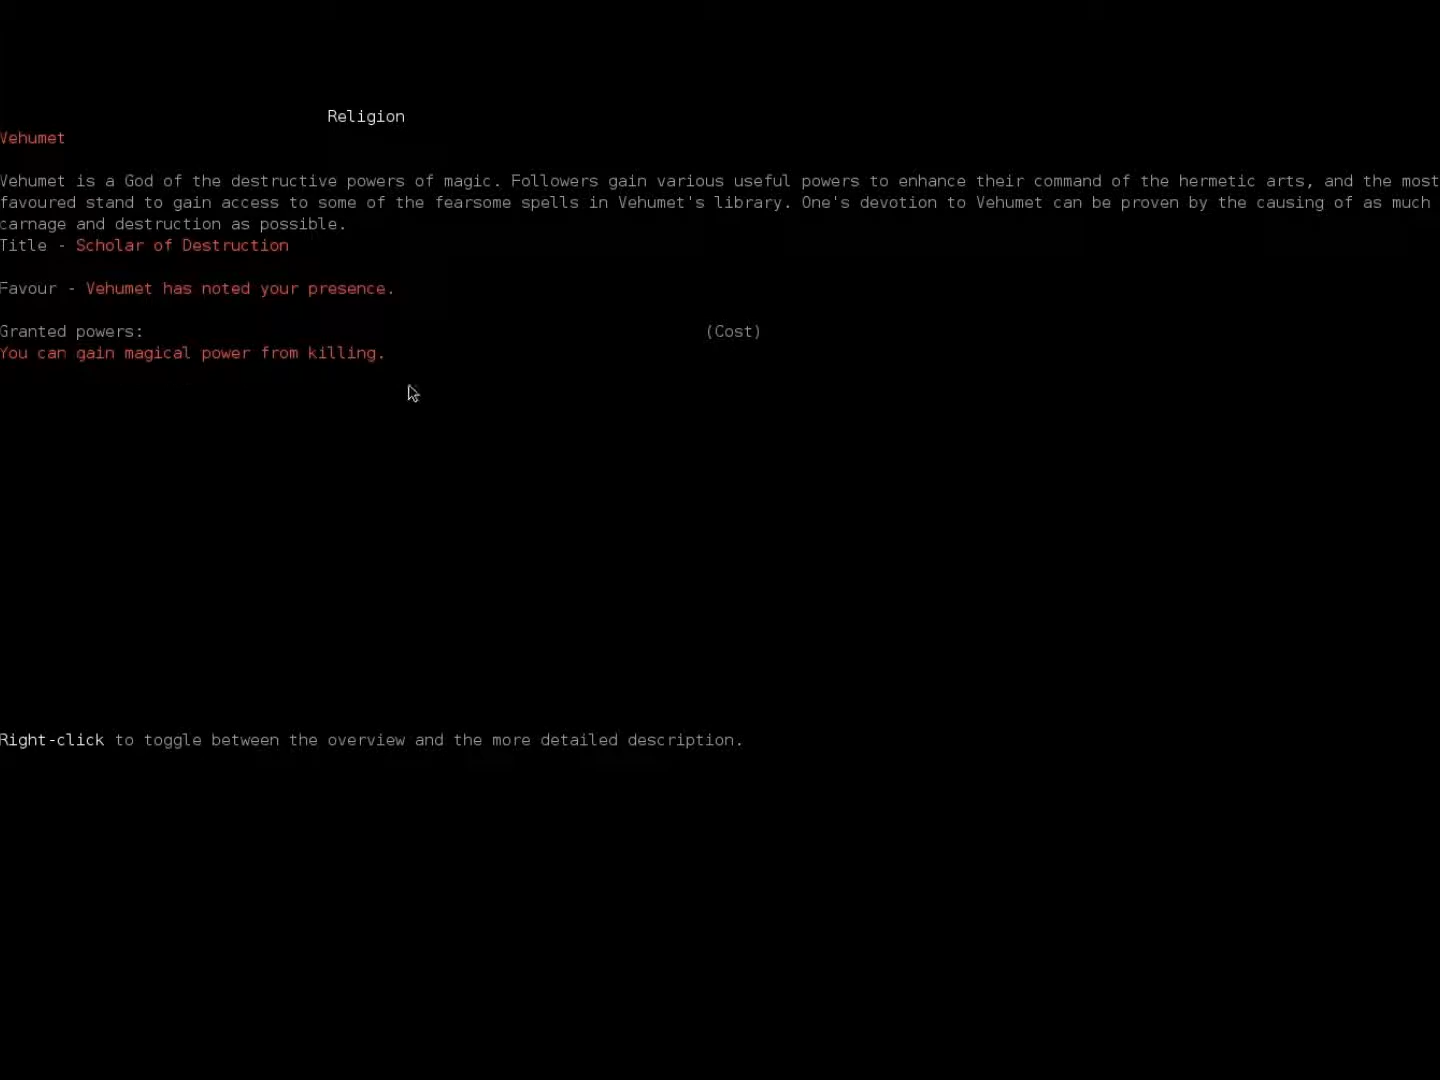 Religion
Vehumet
Vehumet is a God of the destructive powers of magic. Followers gain various useful powers to enhance their command of the hermetic arts, and the most
favoured stand to gain access to some of the fearsome spells in Vehumet's library. One's devotion to Vehumet can be proven by the causing of as much
carnage and destruction as possible.
Title - Scholar of Destruction
Favour - Vehumet has noted your presence.
Granted powers: (Cost)
You can gain magical power from killing.
Right-click to toggle between the overview and the more detailed description.